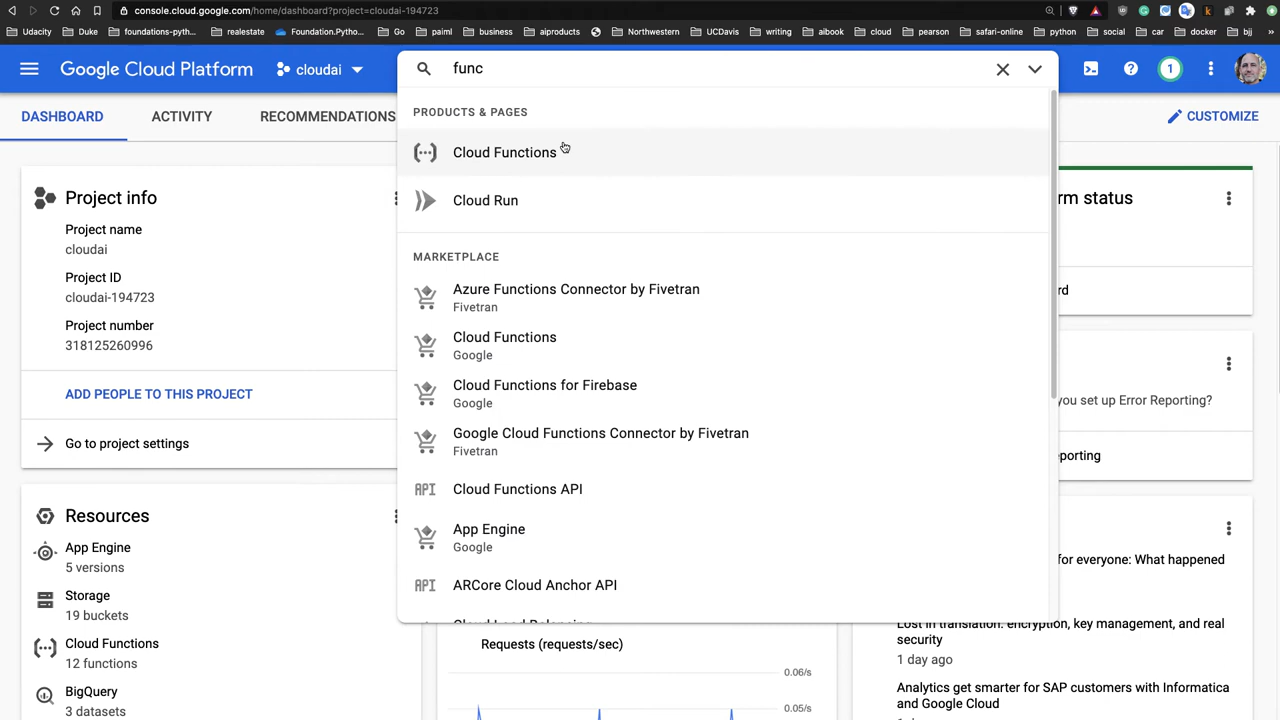 console.cloud.google.com/home/dashboard?project=cloudai-194723
Udacity
Duke
foundations-pyth...
realestate
Foundation.Pytho...
Go
paiml
business
aiproducts
Northwestern
UCDavis
writing
aibook
cloud
pearson
safari-online
python
social
car
docker
bjj
»
Google Cloud Platform
cloudai
func
1
DASHBOARD
ACTIVITY
RECOMMENDATIONS
CUSTOMIZE
PRODUCTS & PAGES
Cloud Functions
Cloud Run
MARKETPLACE
Azure Functions Connector by Fivetran
Fivetran
Cloud Functions
Google
Cloud Functions for Firebase
Google
Google Cloud Functions Connector by Fivetran
Fivetran
API
Cloud Functions API
App Engine
Google
API
ARCore Cloud Anchor API
Cloud Load Balancing
Project info
Project name
cloudai
Project ID
cloudai-194723
Project number
318125260996
ADD PEOPLE TO THIS PROJECT
Go to project settings
Resources
App Engine
5 versions
Storage
19 buckets
Cloud Functions
12 functions
BigQuery
3 datasets
Requests (requests/sec)
0.06/s
0.05/s
rm status
rd
you set up Error Reporting?
porting
for everyone: What happened
Lost in translation: encryption, key management, and real
security
1 day ago
Analytics get smarter for SAP customers with Informatica
and Google Cloud